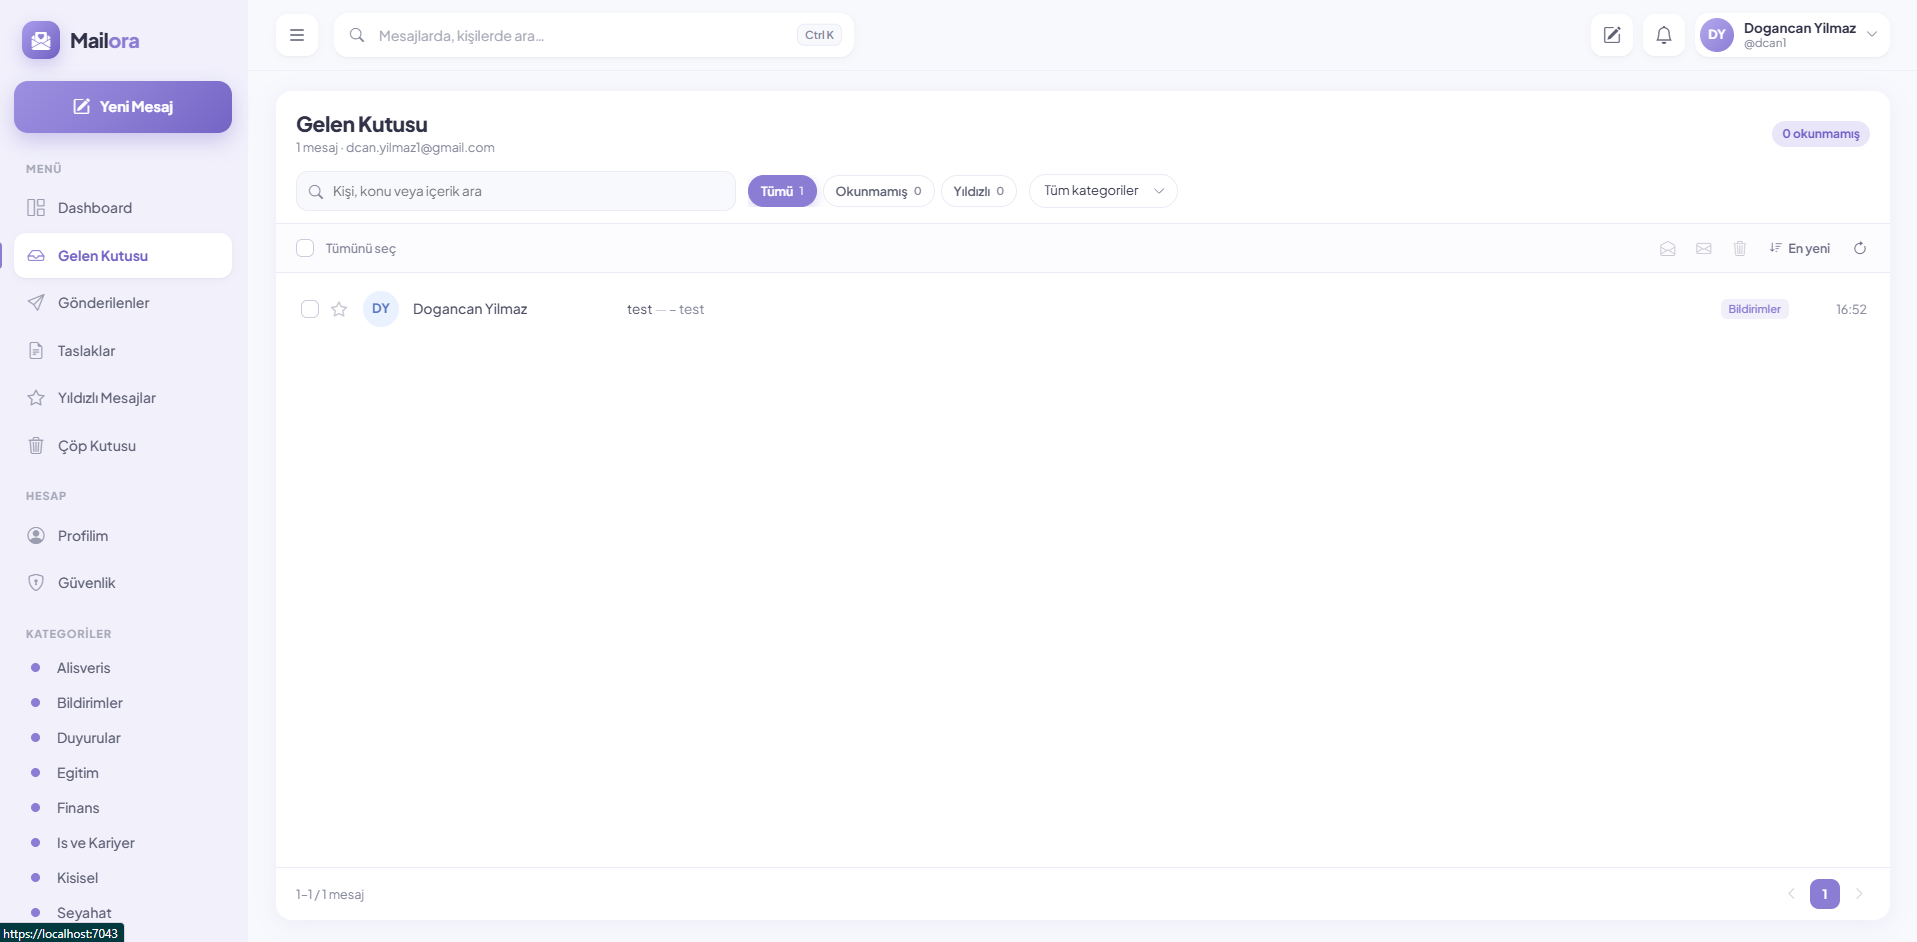 Mailora
Mesajlarda, kişilerde ara...
Ctrl K
DY
Dogancan Yilmaz
@dcan1
Yeni Mesaj
MENÜ
Dashboard
Gelen Kutusu
Gönderilenler
Taslaklar
Yıldızlı Mesajlar
Çöp Kutusu
HESAP
Profilim
Güvenlik
KATEGORİLER
Alisveris
Bildirimler
Duyurular
Egitim
Finans
Is ve Kariyer
Kisisel
Seyahat
https://localhost:7043
Gelen Kutusu
1 mesaj · dcan.yilmaz1@gmail.com
0 okunmamış
Kişi, konu veya içerik ara
Tümü 1
Okunmamış 0
Yıldızlı 0
Tüm kategoriler
Tümünü seç
En yeni
DY Dogancan Yilmaz test — – test Bildirimler 16:52
1–1 / 1 mesaj
1